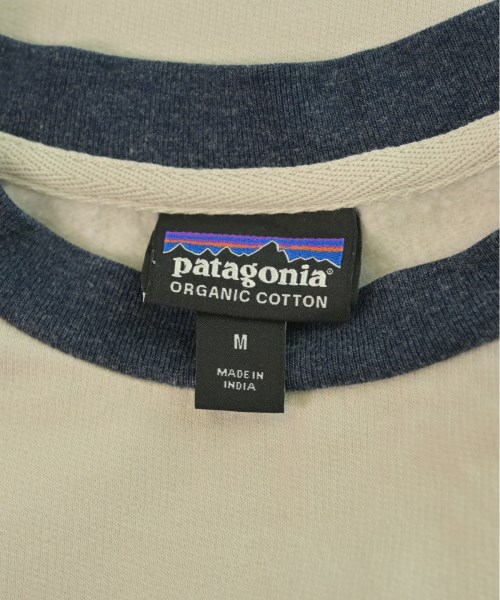 patagonia®
ORGANIC COTTON
M
MADE IN
INDIA